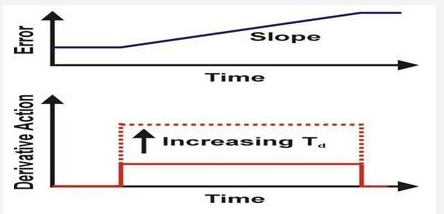 Error
Slope
Time
Derivative Action
Increasing Td
Time